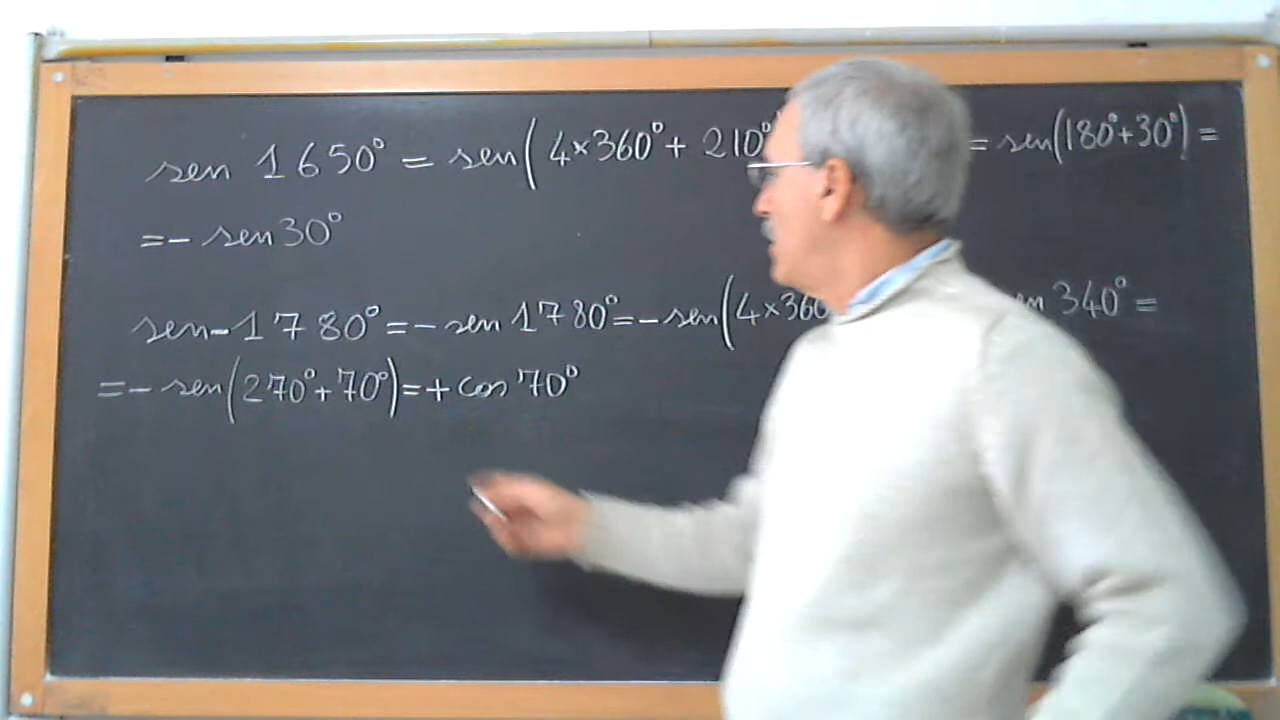 sen 1650° = sen(4×360° + 210° = sen(180°+30°) =
= - sen 30°
sen-1780° = - sen 1780° = - sen(4×360 340° =
= - sen(270°+70°) = + cos 70°